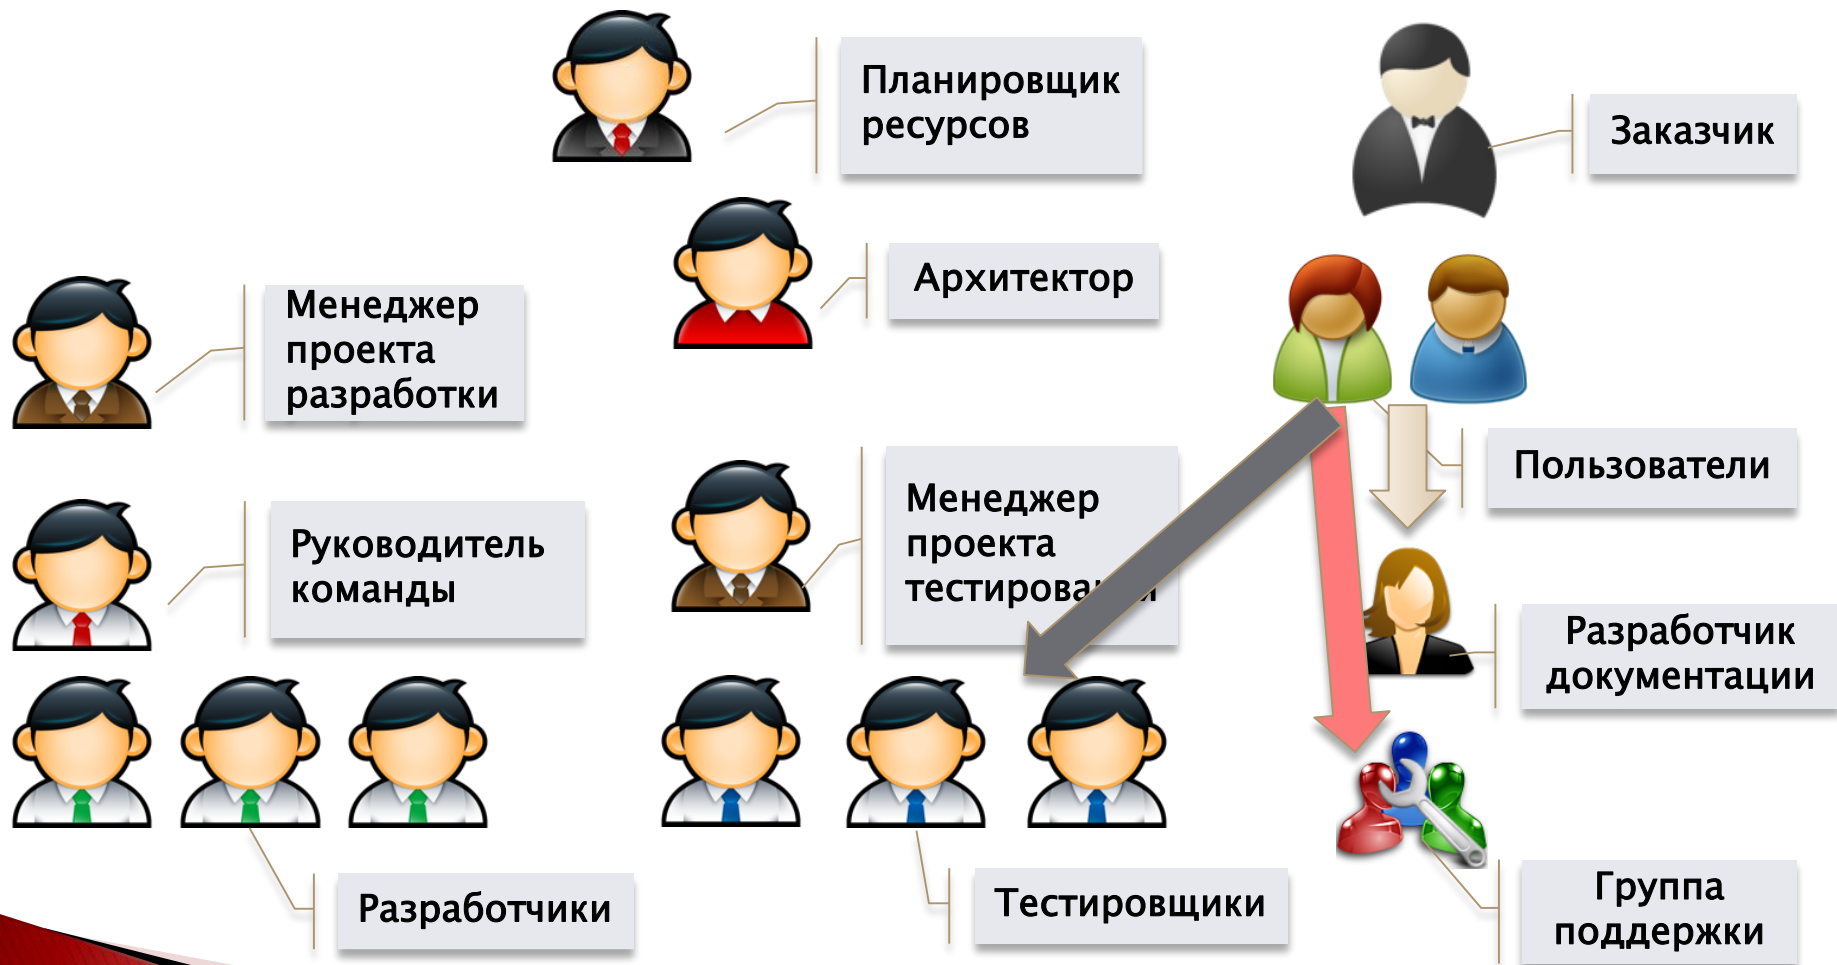 Планировщик
ресурсов
Заказчик
Архитектор
Менеджер
проекта
разработки
Пользователи
Менеджер
проекта
Руководитель
команды
Разработчик
документации
Разработчики
Тестировщики
Группа
поддержки